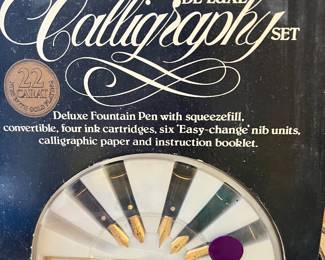 DE LUXE
Calligraphy SET
22
CARAT
Deluxe Fountain Pen with squeezefill,
convertible, four ink cartridges, six 'Easy-change' nib units,
calligraphic paper and instruction booklet.